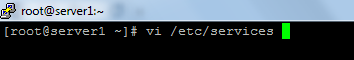 root@server1:~
[root@server1 ~]# vi /etc/services